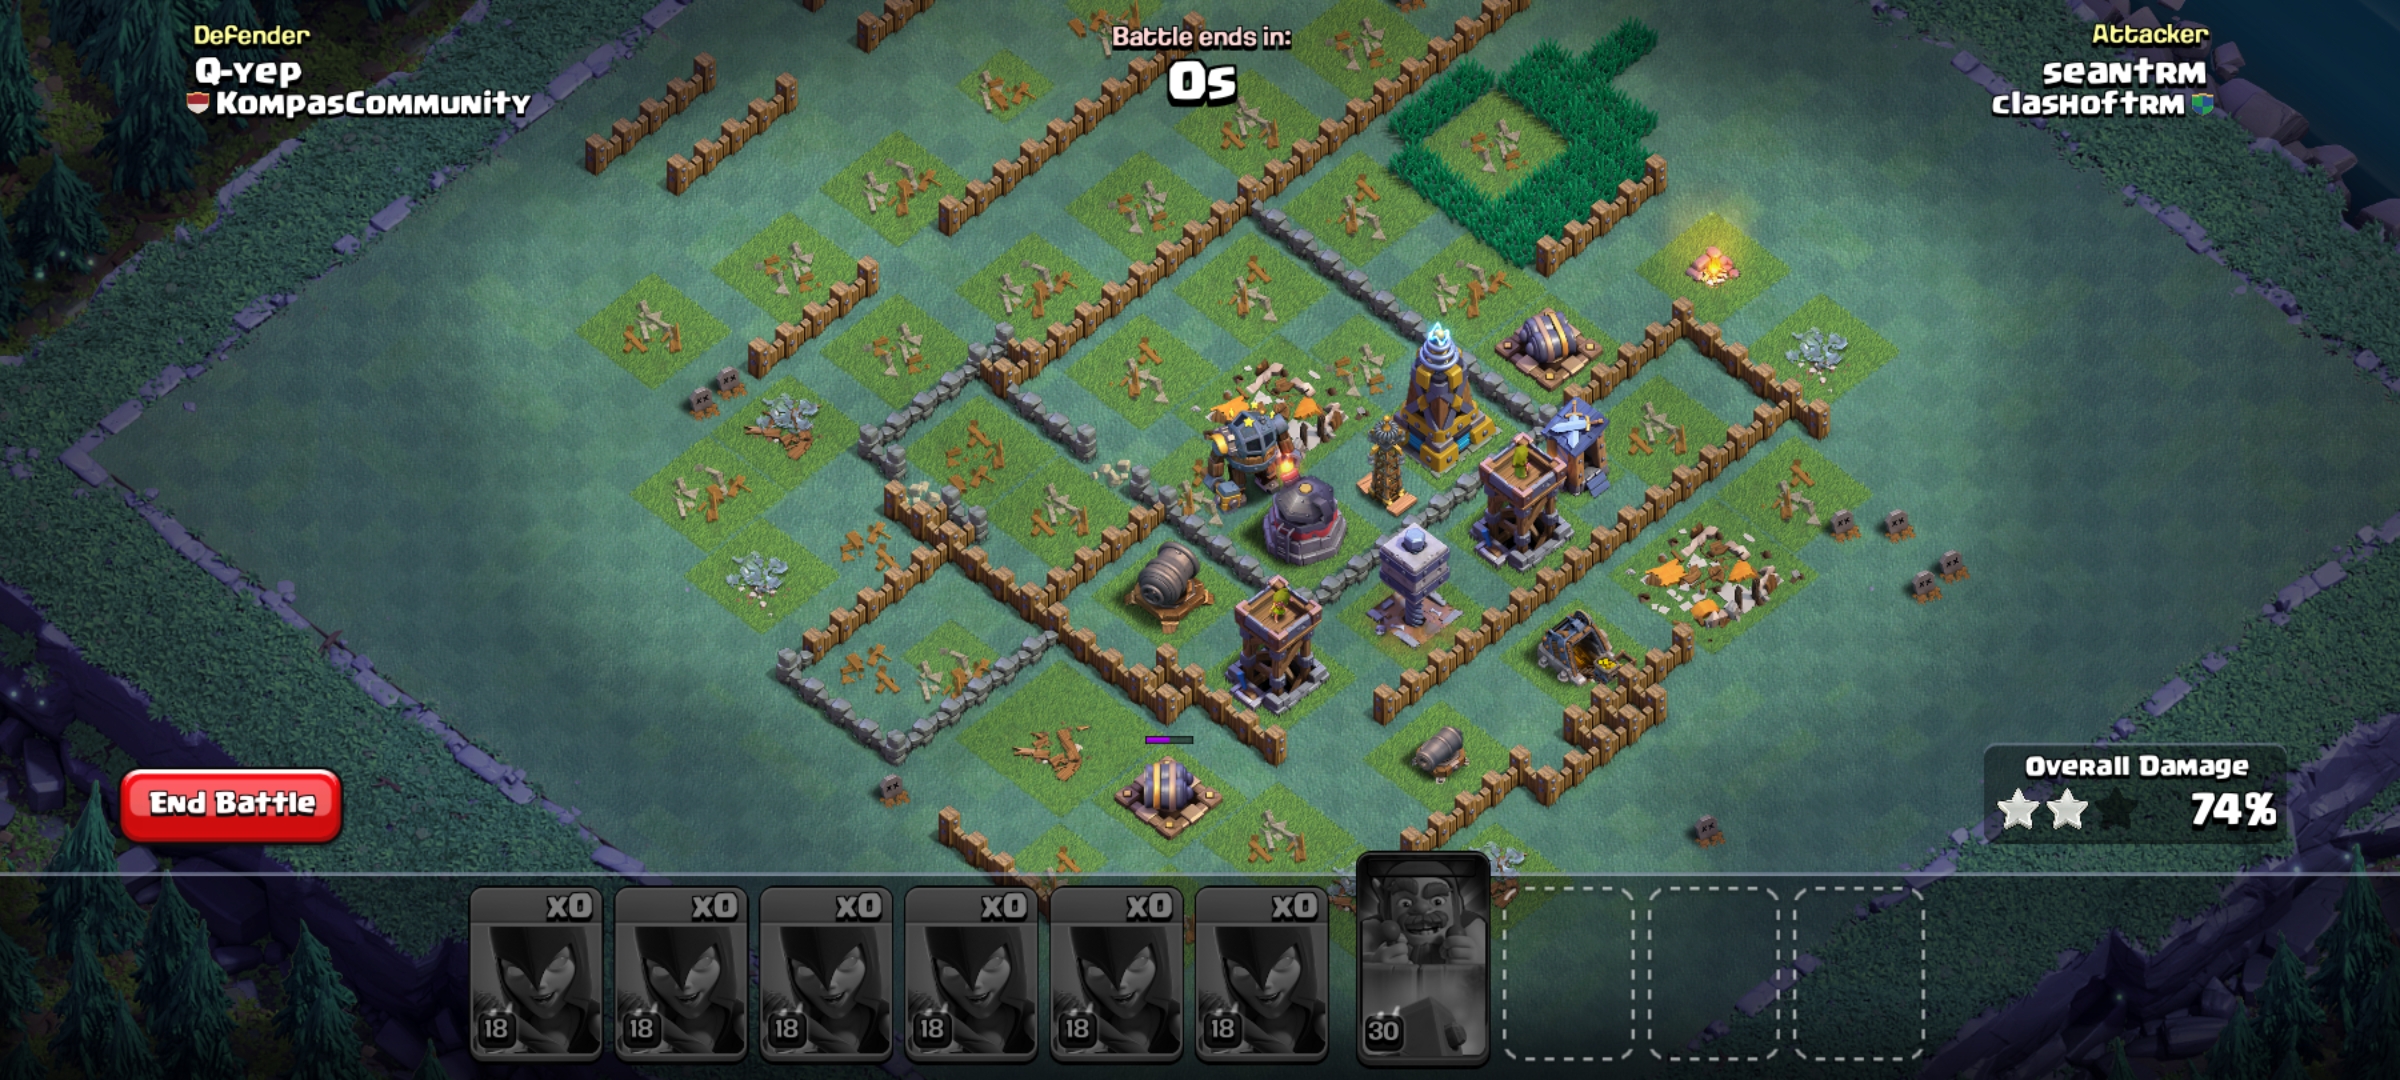 Defender
Q-yep
KompasCommunity
Battle ends in:
0s
Attacker
seantRM
clashoftRM
End Battle
Overall Damage
74%
x0 x0 x0 x0 x0 x0
18 18 18 18 18 18 30